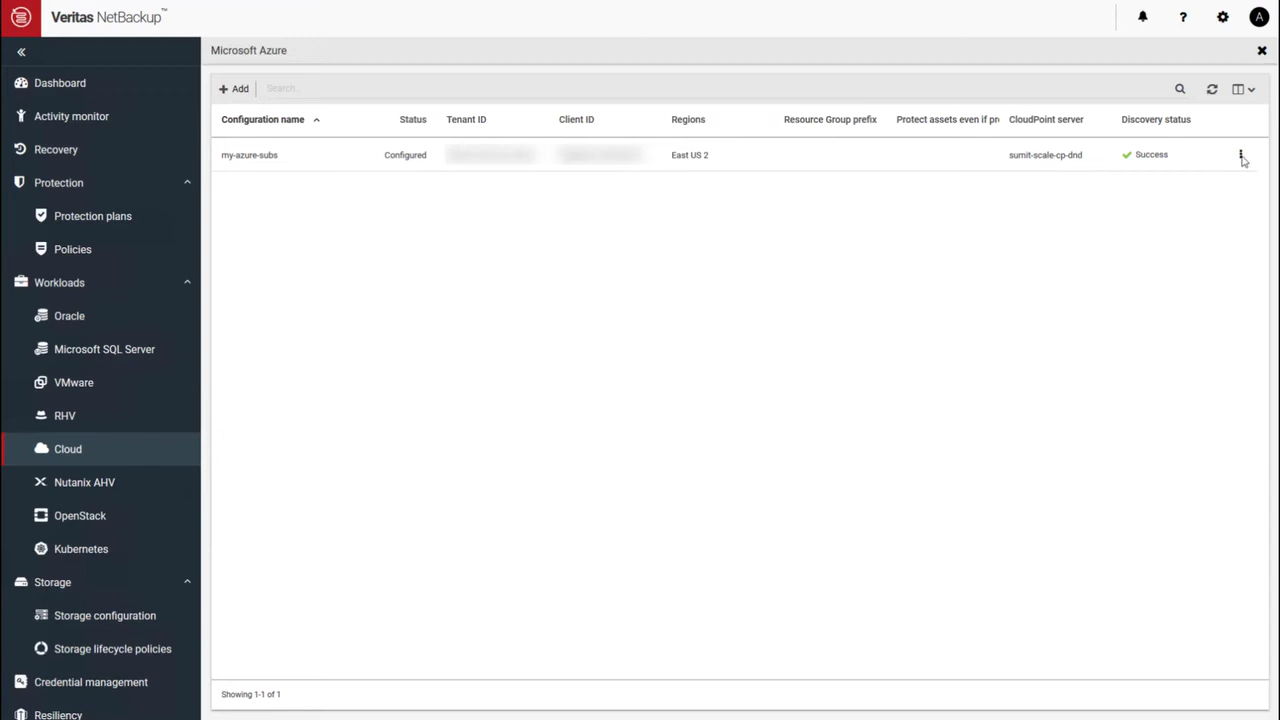 Veritas NetBackup™
A
Microsoft Azure
Dashboard
Activity monitor
Recovery
Protection
Protection plans
Policies
Workloads
Oracle
Microsoft SQL Server
VMware
RHV
Cloud
Nutanix AHV
OpenStack
Kubernetes
Storage
Storage configuration
Storage lifecycle policies
Credential management
Resiliency
Add
Search..
Configuration name Status Tenant ID Client ID Regions Resource Group prefix Protect assets even if pr CloudPoint server Discovery status
my-azure-subs Configured East US 2 sumit-scale-cp-dnd Success
Showing 1-1 of 1